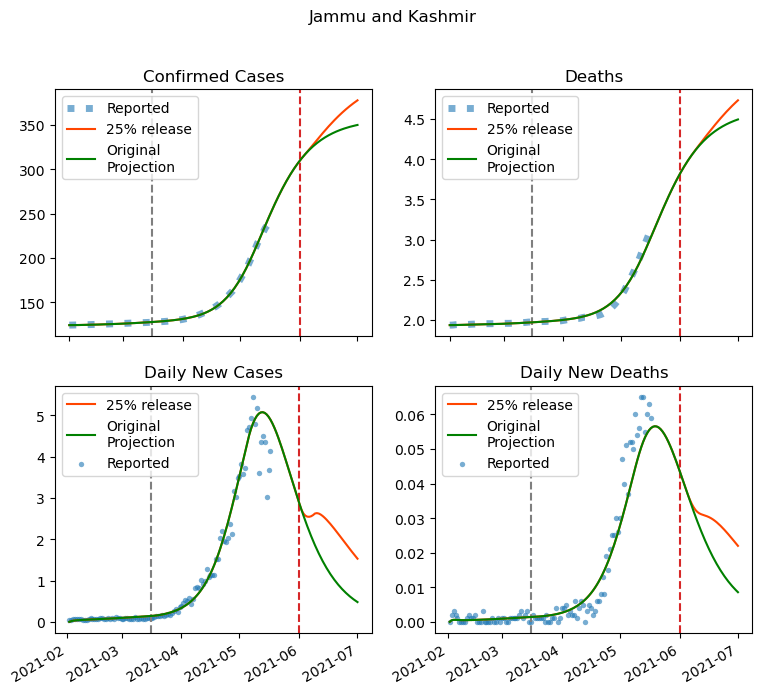 Jammu and Kashmir
Confirmed Cases
Reported
25% release
Original
Projection
350
300
250
200
150
Deaths
Reported
25% release
Original
Projection
4.5
4.0
3.5
3.0
2.5
2.0
Daily New Cases
25% release
Original
Projection
Reported
5
4
3
2
1
0
2021-02
2021-03
2021-04
2021-05
2021-06
2021-07
Daily New Deaths
25% release
Original
Projection
Reported
0.06
0.05
0.04
0.03
0.02
0.01
0.00
2021-02
2021-03
2021-04
2021-05
2021-06
2021-07